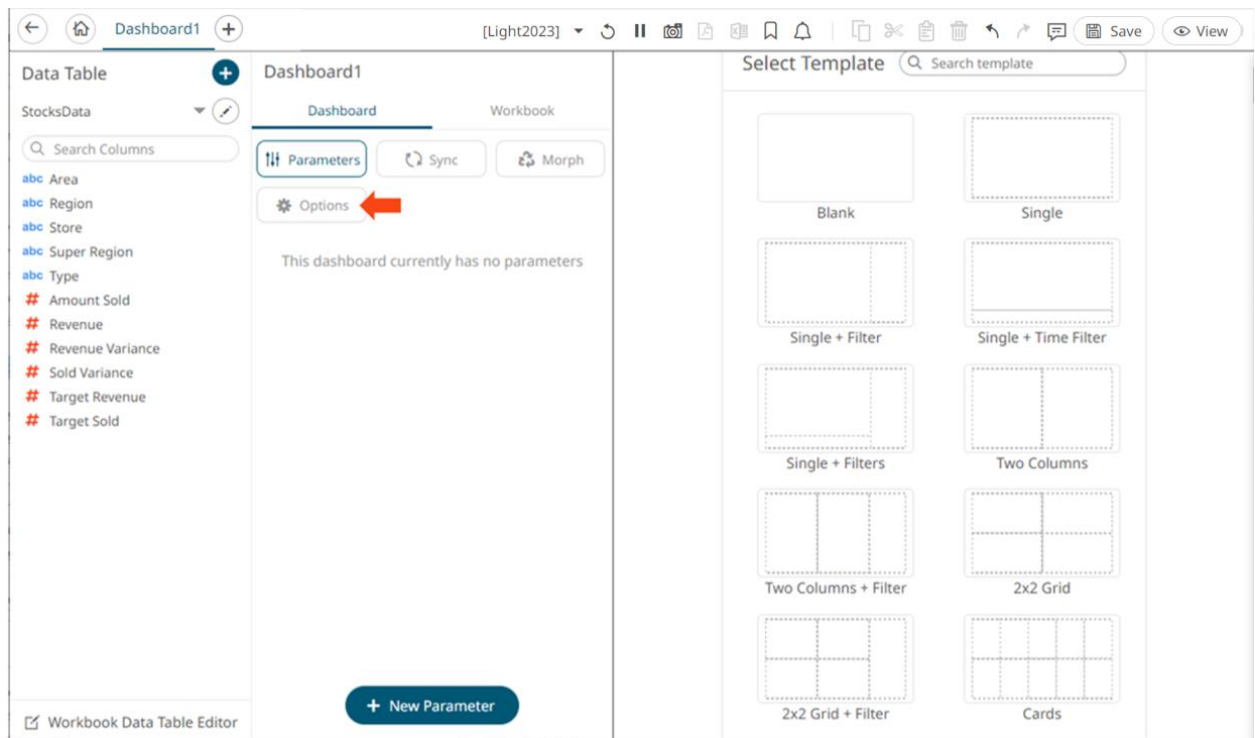 Dashboard1
[Light2023]
Save
View
Data Table
StocksData
Search Columns
abc Area
abc Region
abc Store
abc Super Region
abc Type
# Amount Sold
# Revenue
# Revenue Variance
# Sold Variance
# Target Revenue
# Target Sold
Workbook Data Table Editor
Dashboard1
Dashboard Workbook
Parameters Sync Morph
Options
This dashboard currently has no parameters
+ New Parameter
Select Template Search template
Blank Single
Single + Filter Single + Time Filter
Single + Filters Two Columns
Two Columns + Filter 2x2 Grid
2x2 Grid + Filter Cards